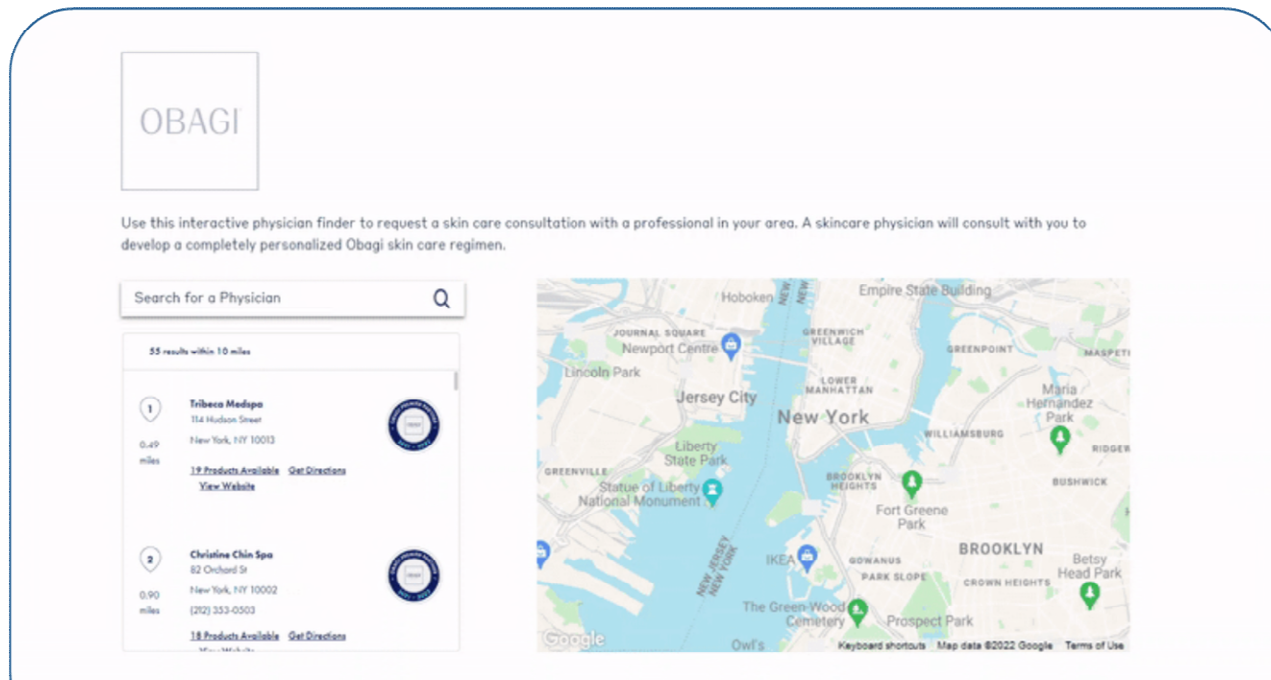 OBAGI
Use this interactive physician finder to request a skin care consultation with a professional in your area. A skincare physician will consult with you to
develop a completely personalized Obagi skin care regimen.
Search for a Physician
55 results within 10 miles
1
Tribeca Medspa
114 Hudson Street
0.49
miles
New York, NY 10013
19 Products Available Get Directions
View Website
2
Christine Chin Spa
82 Orchard St
0.90
miles
New York, NY 10002
(212) 353-0503
18 Products Available Get Directions
View Website
Hoboken
NEW
NEW
Empire State Building
JOURNAL SQUARE
Newport Centre
GREENWICH
VILLAGE
GREENPOINT
MASPETI
Lincoln Park
LOWER
MANHATTAN
Jersey City
Maria
Hernandez
Park
New York
WILLIAMSBURG
Liberty
State Park
RIDGEW
GREENVILLE
Statue of Liberty
National Monument
BROOKLYN
HEIGHTS
BUSHWICK
Fort Greene
Park
NEW JERSEY
NEW YORK
IKEA
GOWANUS
BROOKLYN
Betsy
Head Park
PARK SLOPE
CROWN HEIGHTS
The Green-Wood
Cemetery
Prospect Park
Google
Owl's
Keyboard shortcuts Map data ©2022 Google Terms of Use